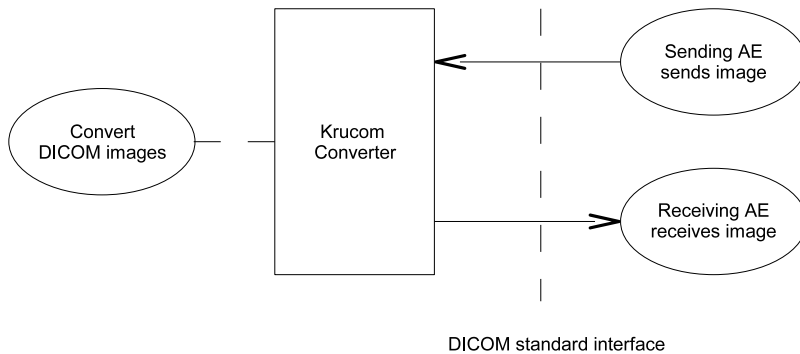 Sending AE
sends image
Convert
DICOM images
Krucom
Converter
Receiving AE
receives image
DICOM standard interface